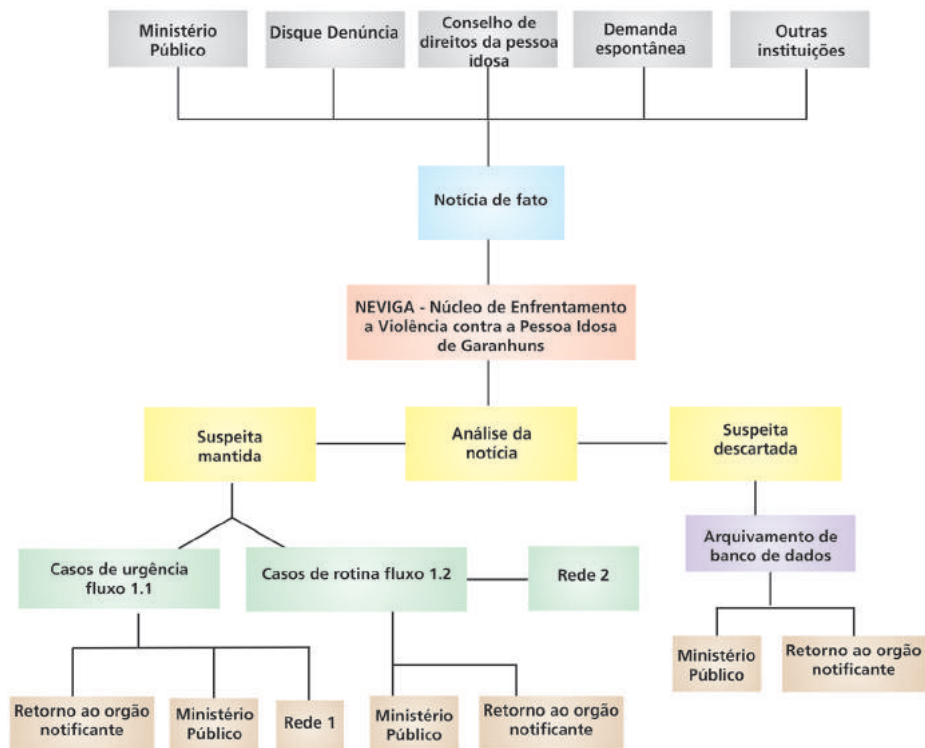 Ministério
Público
Disque Denúncia
Conselho de
direitos da pessoa
idosa
Demanda
espontânea
Outras
instituições
Notícia de fato
NEVIGA - Núcleo de Enfrentamento
a Violência contra a Pessoa Idosa
de Garanhuns
Suspeita
mantida
Análise da
notícia
Suspeita
descartada
Casos de urgência
fluxo 1.1
Casos de rotina fluxo 1.2
Rede 2
Arquivamento de
banco de dados
Retorno ao orgão
notificante
Ministério
Público
Rede 1
Ministério
Público
Retorno ao orgão
notificante
Ministério
Público
Retorno ao orgão
notificante